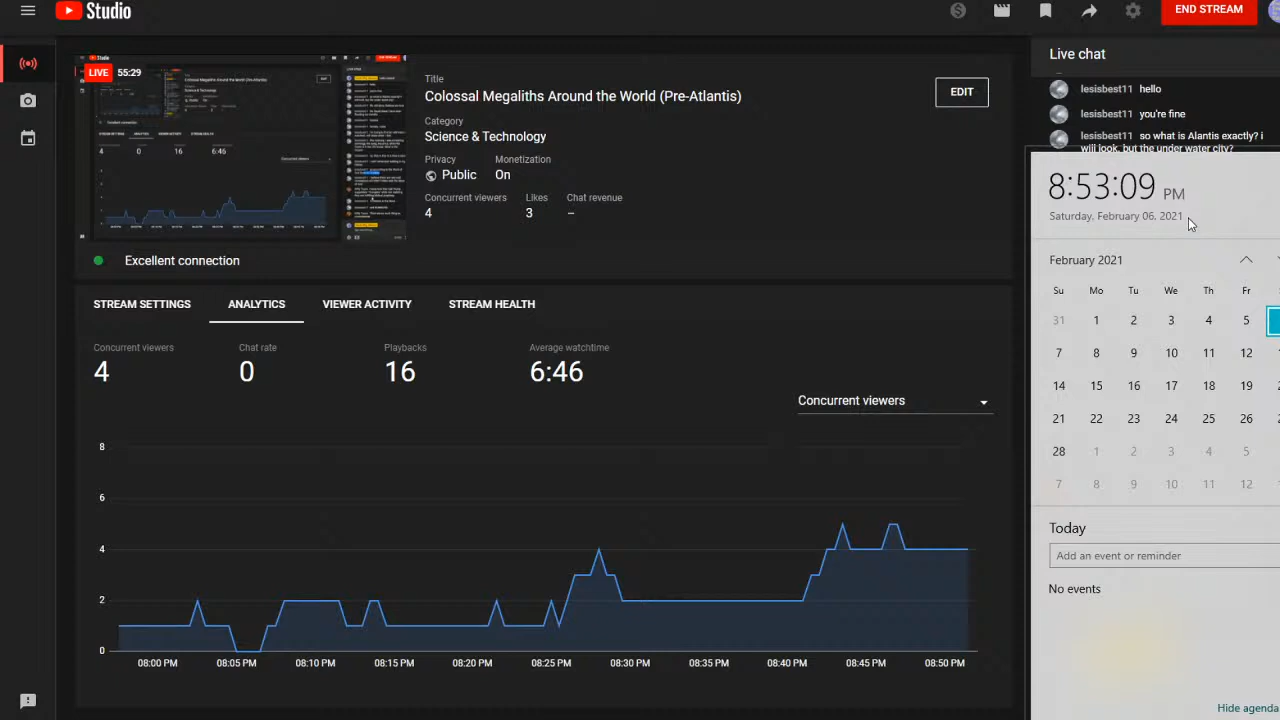 Studio
END STREAM
LIVE 55:29
Title
Colossal Megaliths Around the World (Pre-Atlantis)
EDIT
Category
Science & Technology
Privacy
Monetization
Public
On
Concurrent viewers
Likes
Chat revenue
4
3
--
Excellent connection
STREAM SETTINGS
ANALYTICS
VIEWER ACTIVITY
STREAM HEALTH
Concurrent viewers
Chat rate
Playbacks
Average watchtime
4
0
16
6:46
Concurrent viewers
8
6
4
2
0
08:00 PM 08:05 PM 08:10 PM 08:15 PM 08:20 PM 08:25 PM 08:30 PM 08:35 PM 08:40 PM 08:45 PM 08:50 PM
Live chat
leisbest11 hello
leisbest11 you're fine
leisbest11 under Atlantis city? i
will look, but the under water city?
8:53:09 PM
Saturday, February 06, 2021
February 2021
Su Mo Tu We Th Fr
31 1 2 3 4 5
7 8 9 10 11 12
14 15 16 17 18 19
21 22 23 24 25 26
28 1 2 3 4 5
7 8 9 10 11 12
Today
Add an event or reminder
No events
Hide agenda